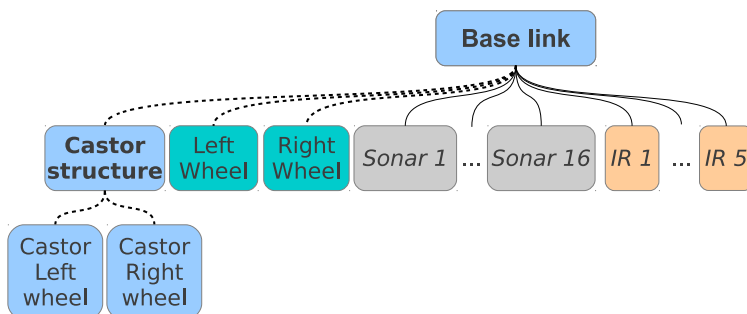 Base link
Castor
structure
Left
Wheel
Right
Wheel
Sonar 1
...
Sonar 16
IR 1
...
IR 5
Castor
Left
wheel
Castor
Right
wheel